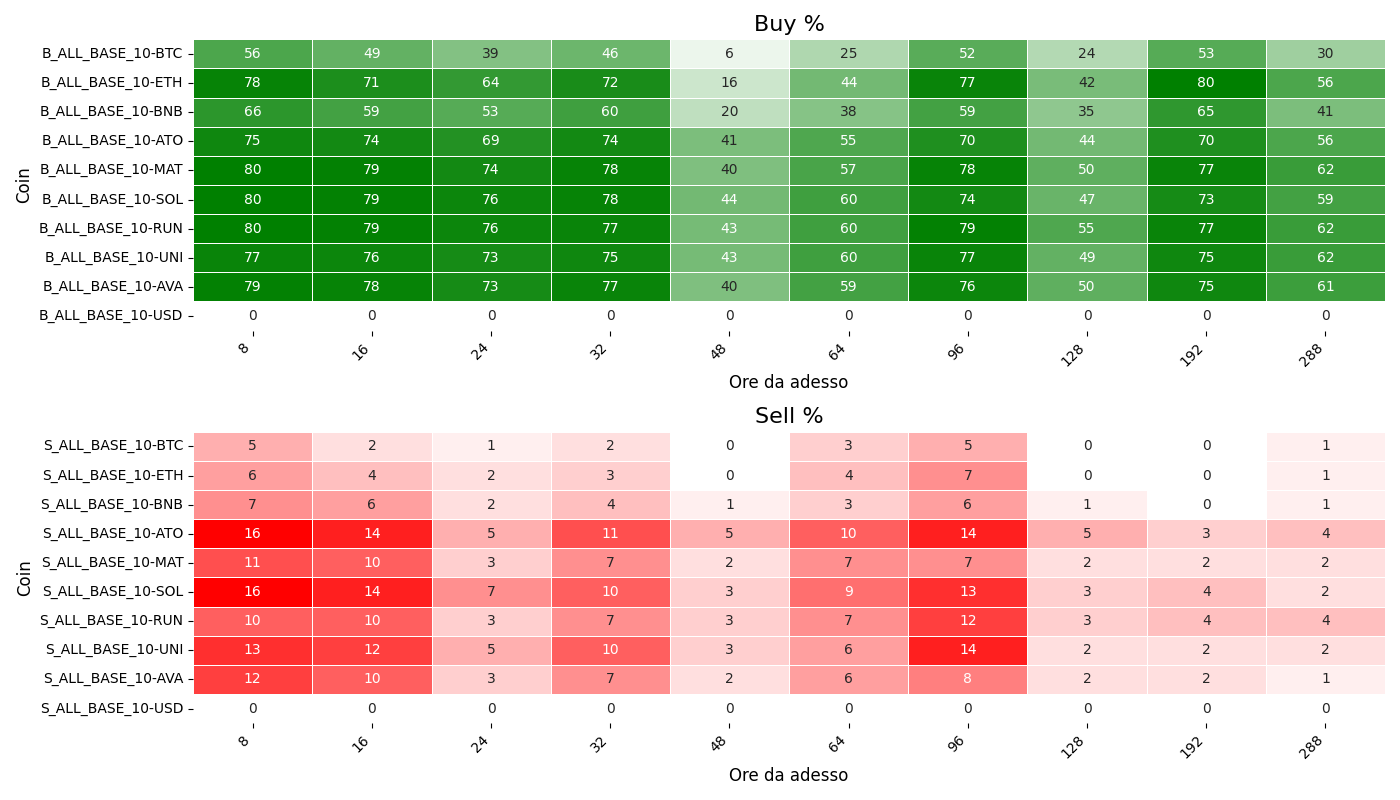 Buy %
Coin
B_ALL_BASE_10-BTC 56 49 39 46 6 25 52 24 53 30
B_ALL_BASE_10-ETH 78 71 64 72 16 44 77 42 80 56
B_ALL_BASE_10-BNB 66 59 53 60 20 38 59 35 65 41
B_ALL_BASE_10-ATO 75 74 69 74 41 55 70 44 70 56
B_ALL_BASE_10-MAT 80 79 74 78 40 57 78 50 77 62
B_ALL_BASE_10-SOL 80 79 76 78 44 60 74 47 73 59
B_ALL_BASE_10-RUN 80 79 76 77 43 60 79 55 77 62
B_ALL_BASE_10-UNI 77 76 73 75 43 60 77 49 75 62
B_ALL_BASE_10-AVA 79 78 73 77 40 59 76 50 75 61
B_ALL_BASE_10-USD 0 0 0 0 0 0 0 0 0 0
8 16 24 32 48 64 96 128 192 288
Ore da adesso
Sell %
Coin
S_ALL_BASE_10-BTC 5 2 1 2 0 3 5 0 0 1
S_ALL_BASE_10-ETH 6 4 2 3 0 4 7 0 0 1
S_ALL_BASE_10-BNB 7 6 2 4 1 3 6 1 0 1
S_ALL_BASE_10-ATO 16 14 5 11 5 10 14 5 3 4
S_ALL_BASE_10-MAT 11 10 3 7 2 7 7 2 2 2
S_ALL_BASE_10-SOL 16 14 7 10 3 9 13 3 4 2
S_ALL_BASE_10-RUN 10 10 3 7 3 7 12 3 4 4
S_ALL_BASE_10-UNI 13 12 5 10 3 6 14 2 2 2
S_ALL_BASE_10-AVA 12 10 3 7 2 6 8 2 2 1
S_ALL_BASE_10-USD 0 0 0 0 0 0 0 0 0 0
8 16 24 32 48 64 96 128 192 288
Ore da adesso